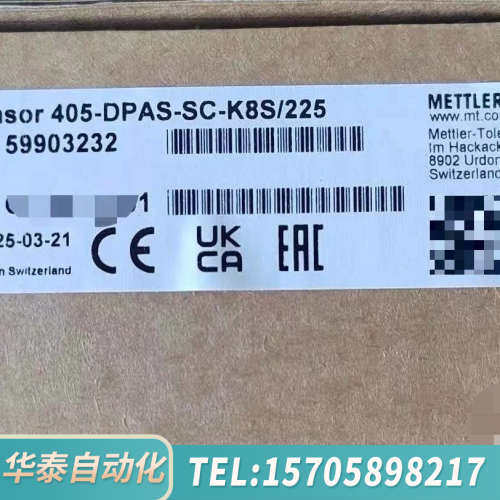 nsor 405-DPAS-SC-K8S/225
59903232
1
25-03-21
n Switzerland
CE
UK
CA
EAC
METTLER
www.mt.co
Mettler-Tole
Im Hackack
8902 Urdor
Switzerland
华泰自动化
TEL:15705898217